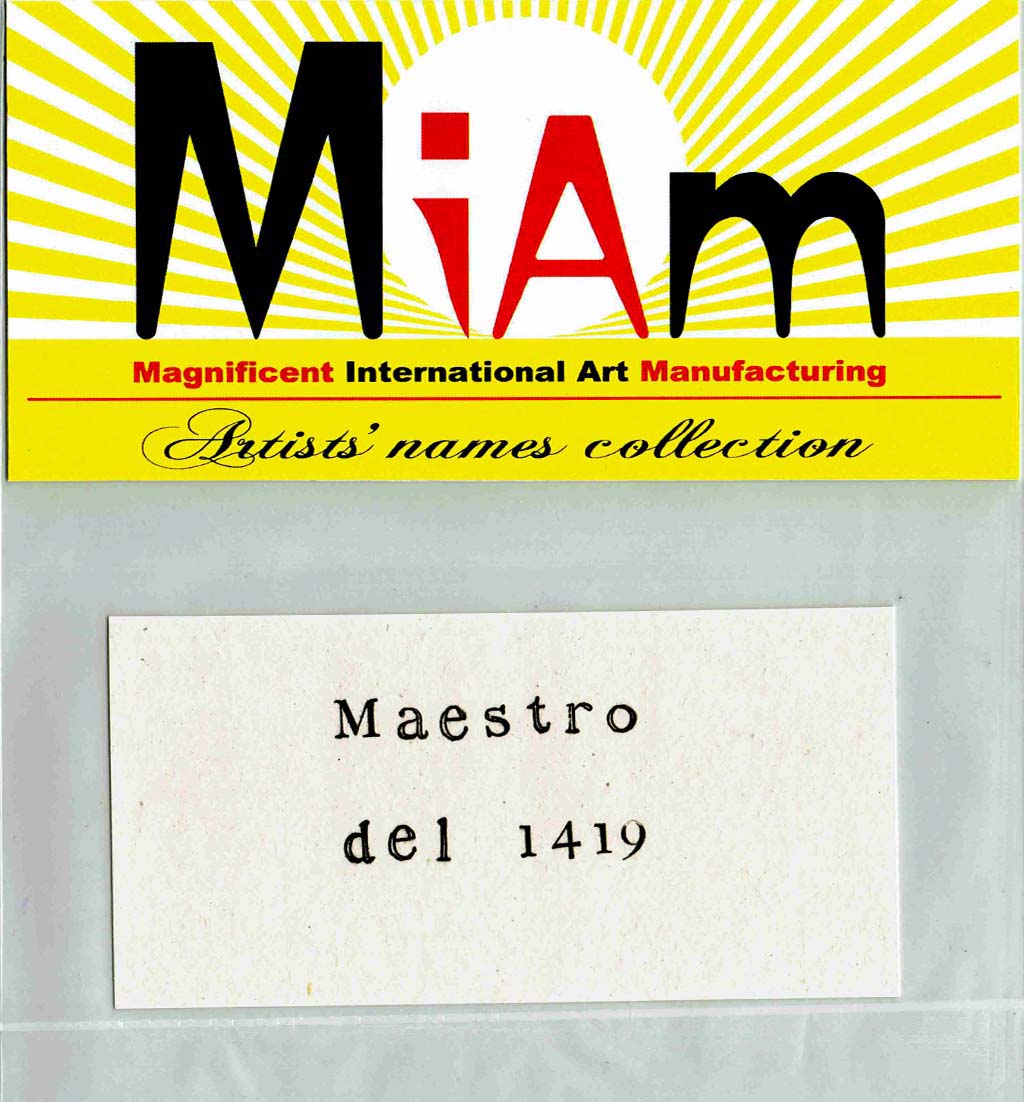 MiAm
Magnificent International Art Manufacturing
Artists' names collection
Maestro
del 1419